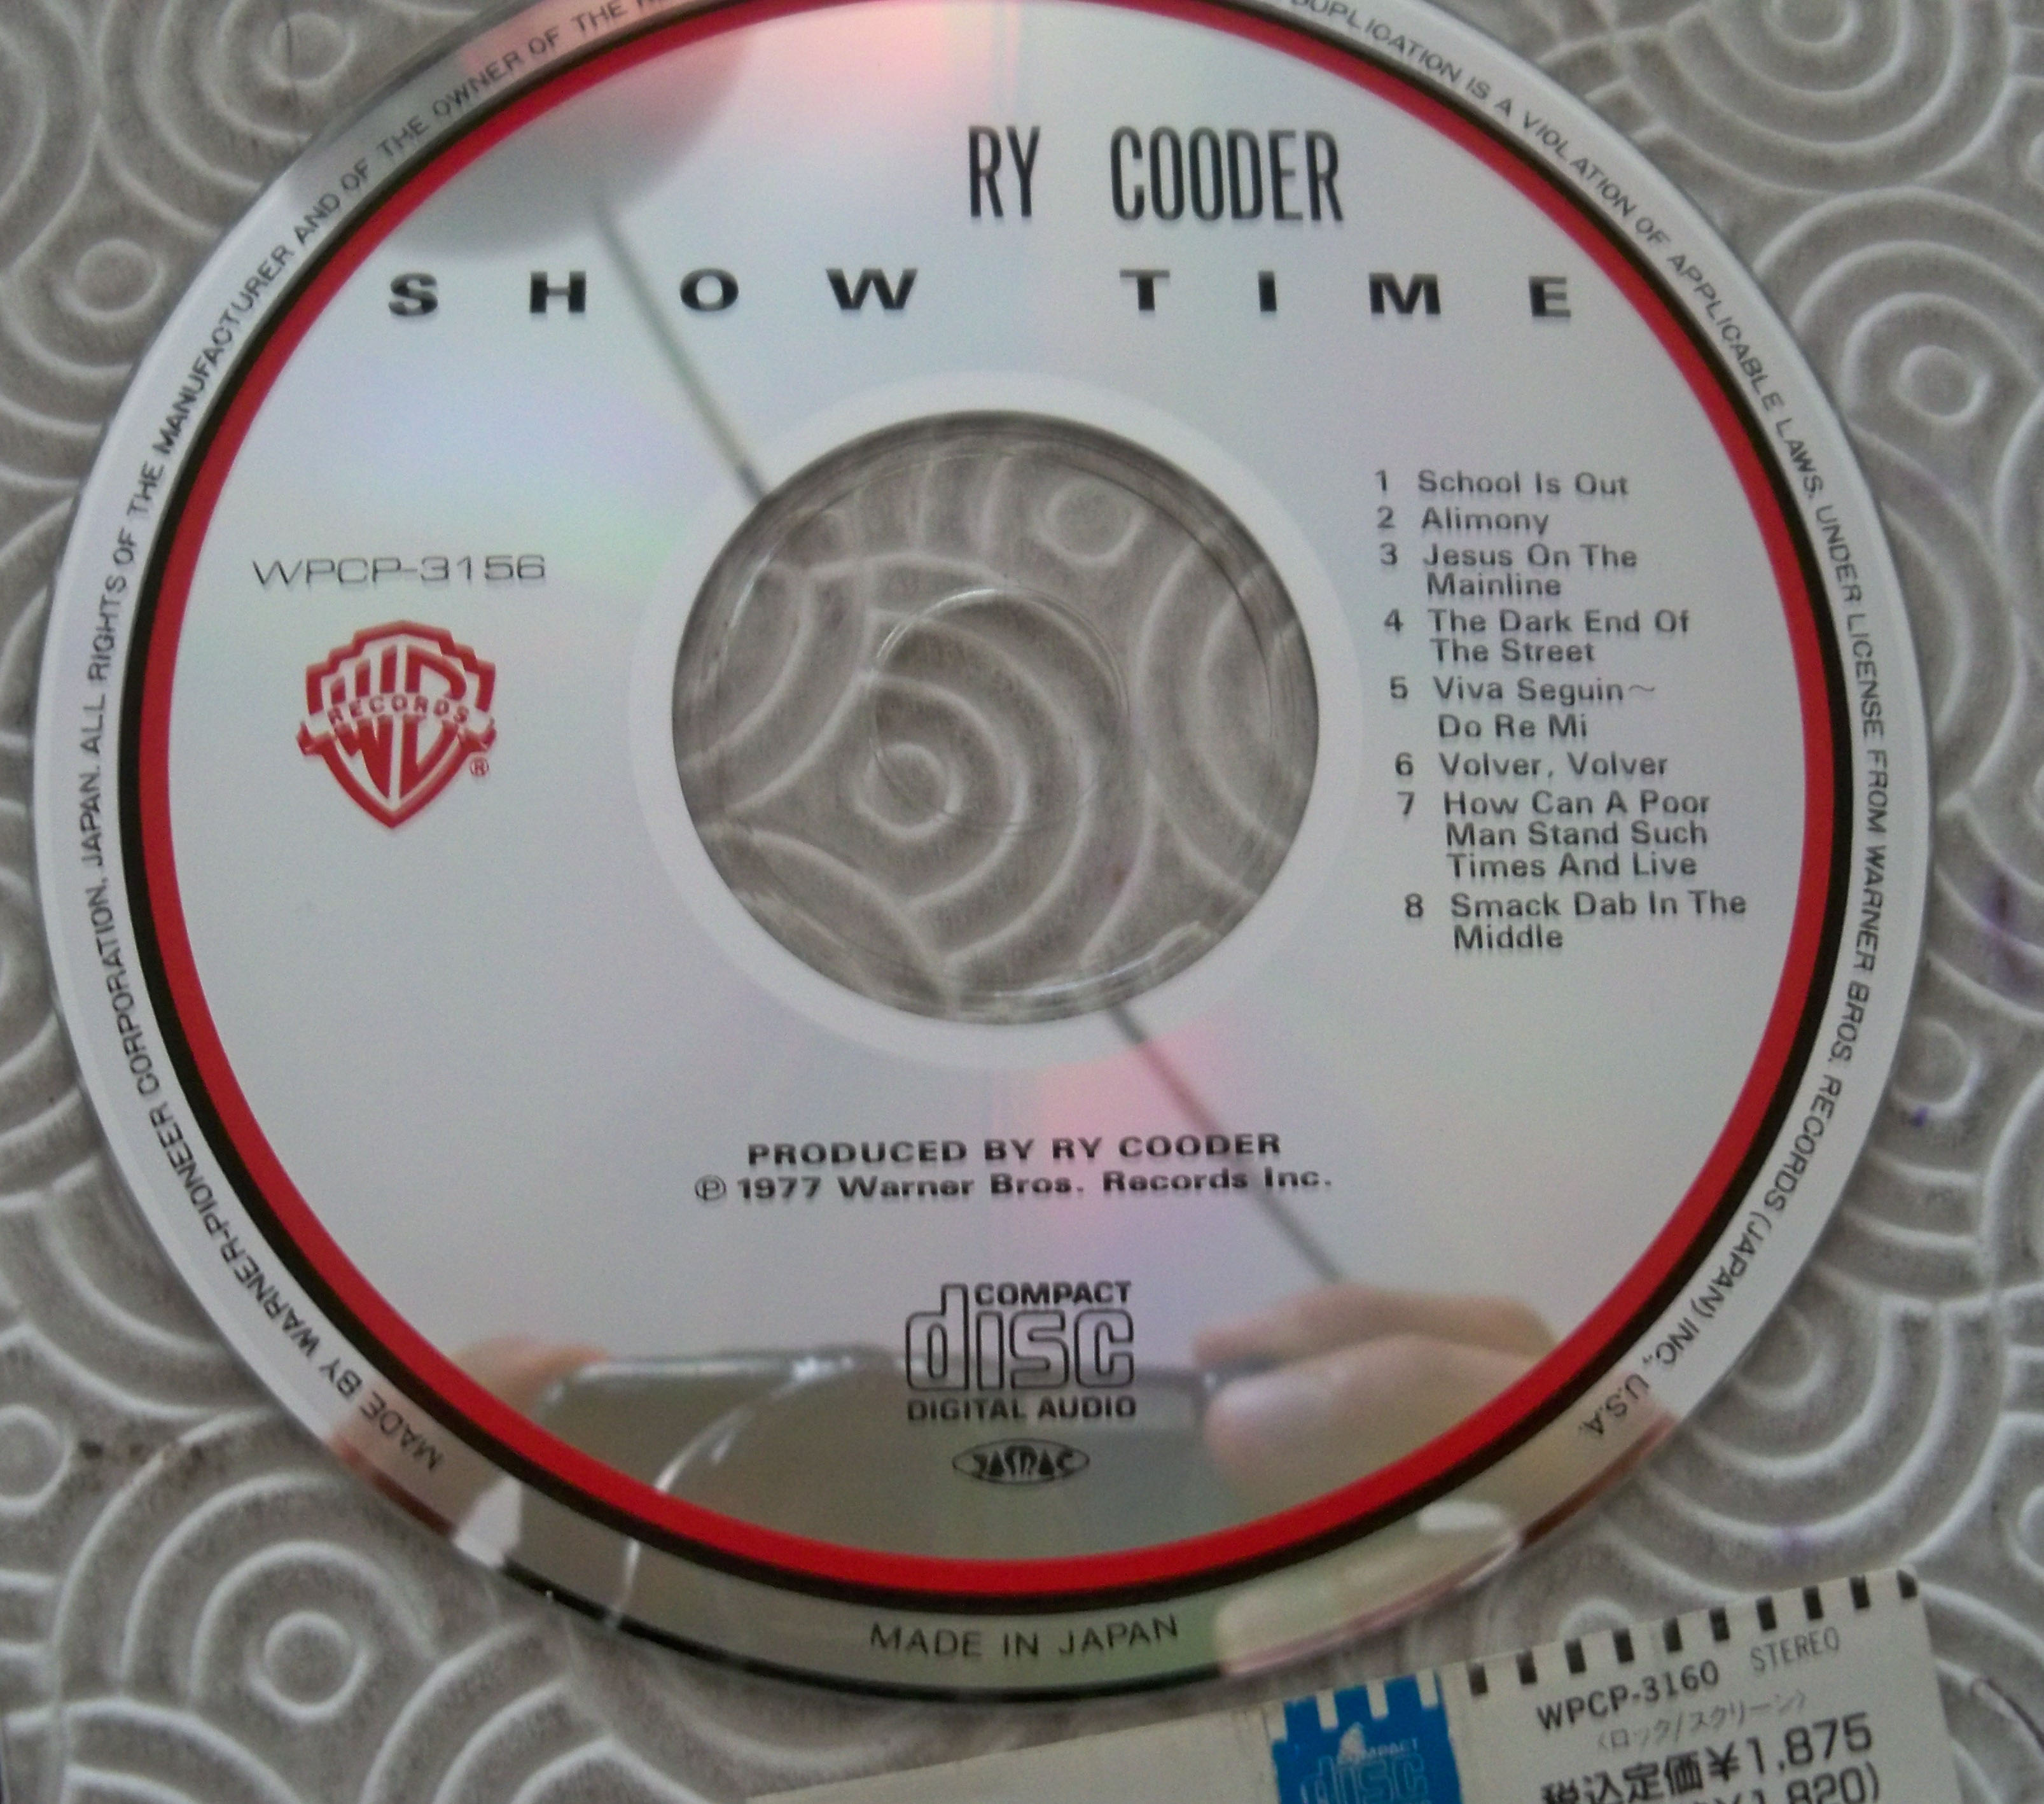 RY COODER
SHOW TIME
WPCP-3156
WB
RECORDS
®
1 School Is Out
2 Alimony
3 Jesus On The
Mainline
4 The Dark End Of
The Street
5 Viva Seguin~
Do Re Mi
6 Volver, Volver
7 How Can A Poor
Man Stand Such
Times And Live
8 Smack Dab In The
Middle
PRODUCED BY RY COODER
℗ 1977 Warner Bros. Records Inc.
COMPACT
disc
DIGITAL AUDIO
JASRAC
MADE BY WARNER-PIONEER CORPORATION, JAPAN. ALL RIGHTS OF THE MANUFACTURER AND OF THE OWNER OF THE
DUPLICATION IS A VIOLATION OF APPLICABLE LAWS. UNDER LICENSE FROM WARNER BROS. RECORDS (JAPAN) INC., U.S.A.
MADE IN JAPAN
WPCP-3160 STEREO
〈ロック/スクリーン〉
税込定価¥1,875
¥1,820)
COMPACT
disc